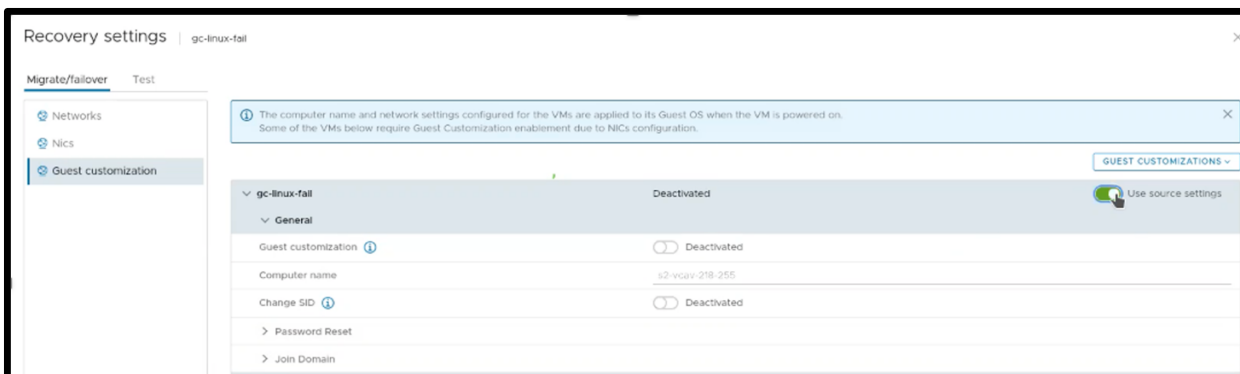 Recovery settings | gc-linux-fail
Migrate/failover Test
Networks
Nics
Guest customization
The computer name and network settings configured for the VMs are applied to its Guest OS when the VM is powered on.
Some of the VMs below require Guest Customization enablement due to NICs configuration.
GUEST CUSTOMIZATIONS
gc-linux-fail Deactivated Use source settings
General
Guest customization Deactivated
Computer name s2-vcav-218-255
Change SID Deactivated
Password Reset
Join Domain